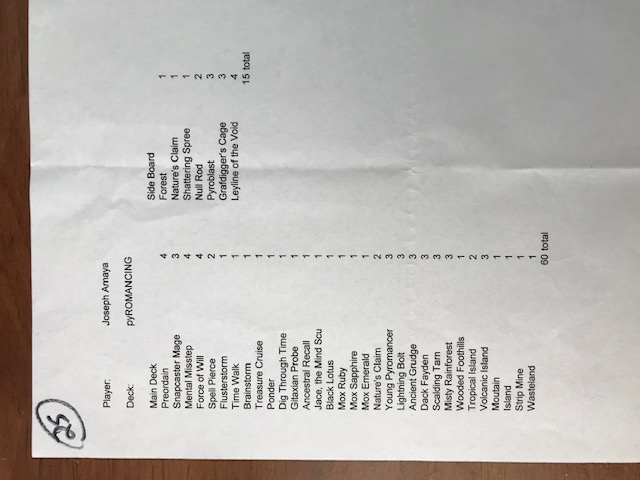 25
Player: Joseph Amaya
Deck: pyROMANCING
Main Deck
Preordain 4
Snapcaster Mage 3
Mental Misstep 4
Force of Will 4
Spell Pierce 2
Flusterstorm 1
Time Walk 1
Brainstorm 1
Treasure Cruise 1
Ponder 1
Dig Through Time 1
Gitaxian Probe 1
Ancestral Recall 1
Jace, the Mind Scu 1
Black Lotus 1
Mox Ruby 1
Mox Sapphire 1
Mox Emerald 1
Nature's Claim 2
Young Pyromancer 3
Lightning Bolt 3
Ancient Grudge 3
Dack Fayden 3
Scalding Tarn 3
Misty Rainforest 3
Wooded Foothills 1
Tropical Island 2
Volcanic Island 3
Moutain 1
Island 1
Strip Mine 1
Wasteland 1
60 total
Side Board
Forest 1
Nature's Claim 1
Shattering Spree 1
Null Rod 2
Pyroblast 3
Grafdigger's Cage 3
Leyline of the Void 4
15 total